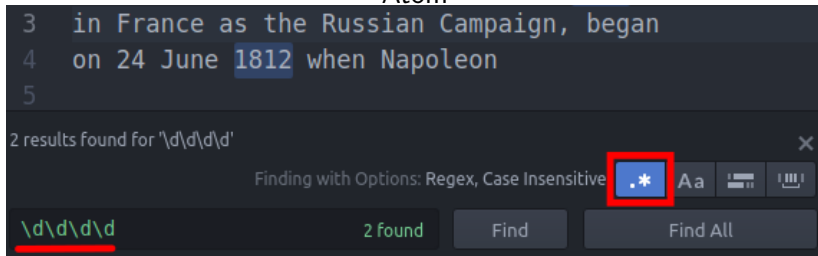 Atom
3 in France as the Russian Campaign, began
4 on 24 June 1812 when Napoleon
5
2 results found for '\d\d\d\d' ×
Finding with Options: Regex, Case Insensitive .* Aa
\d\d\d\d 2 found Find Find All